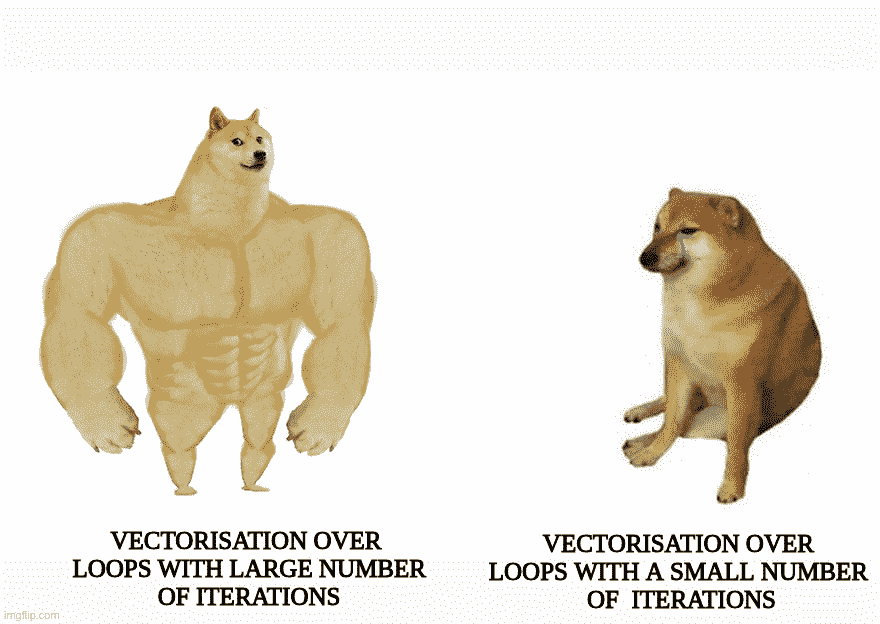 VECTORISATION OVER
LOOPS WITH LARGE NUMBER
OF ITERATIONS
VECTORISATION OVER
LOOPS WITH A SMALL NUMBER
OF ITERATIONS
imgflip.com